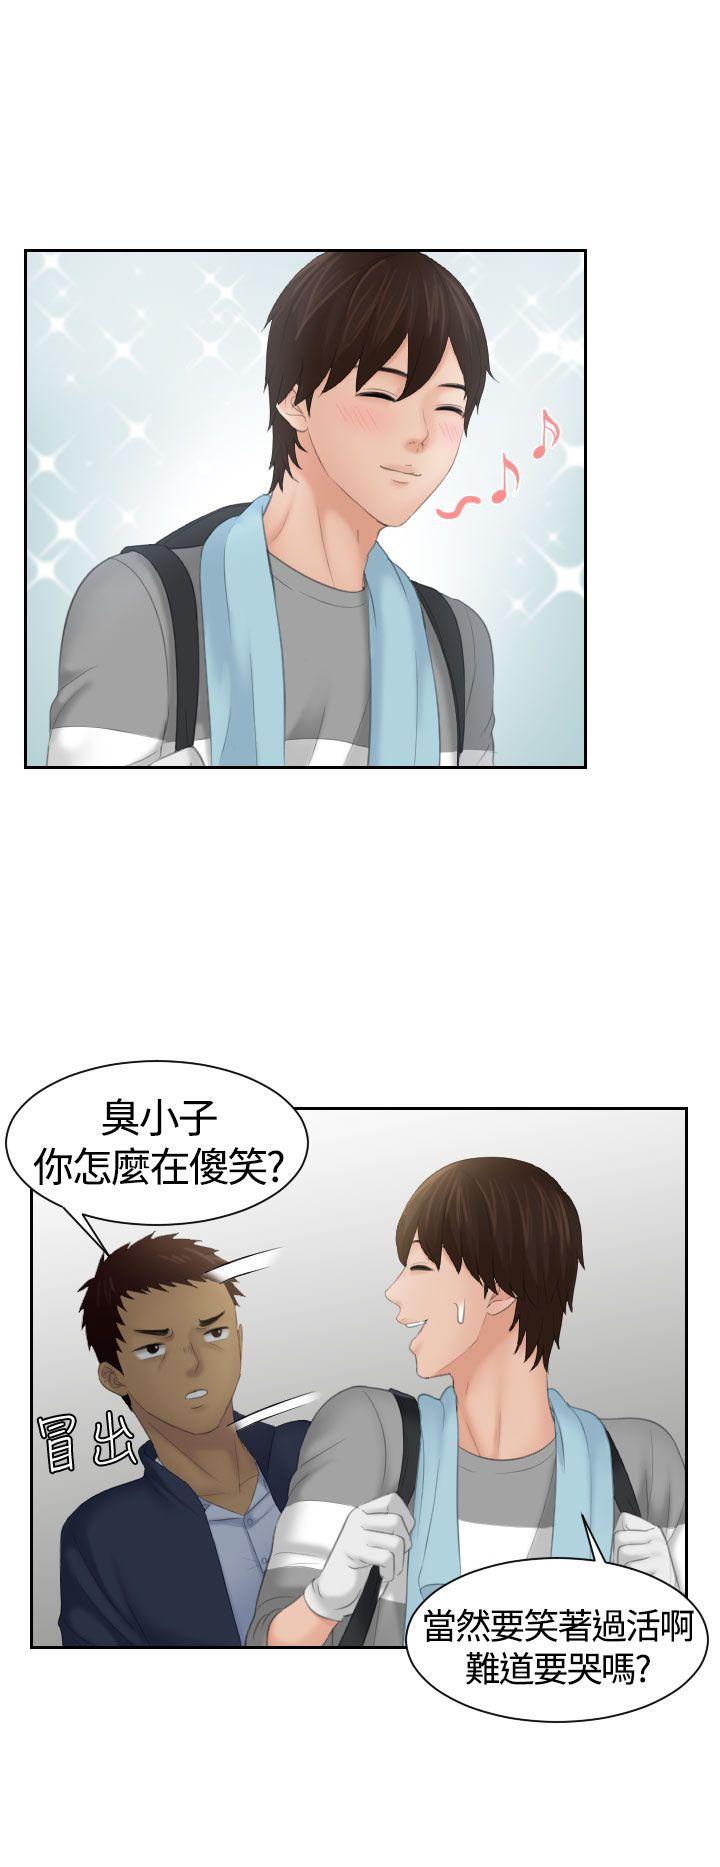 臭小子
你怎麼在傻笑?
冒出
當然要笑著過活啊
難道要哭嗎?